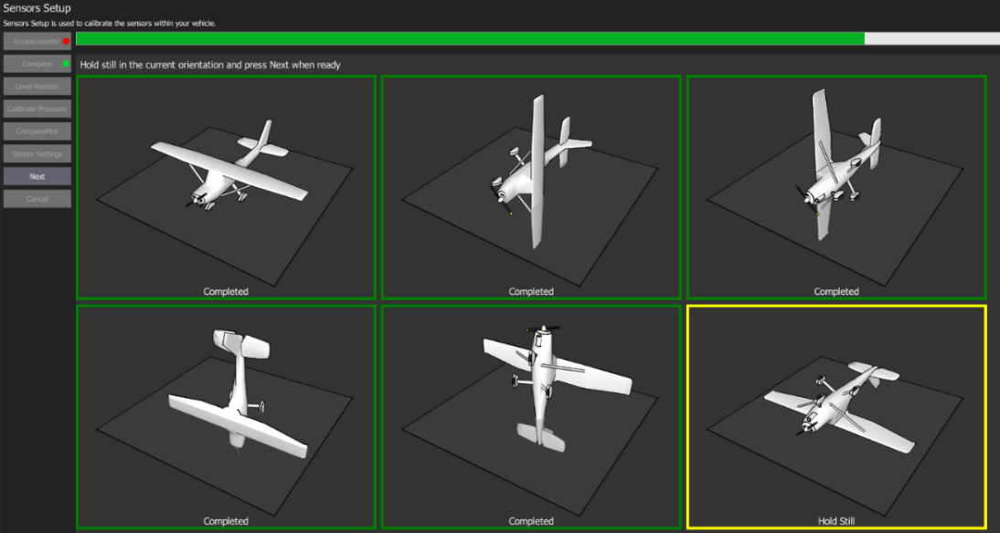 Sensors Setup
Sensors Setup is used to calibrate the sensors within your vehicle.
Accelerometer
Compass
Level Horizon
Calibrate Pressure
CompassMot
Sensor Settings
Next
Cancel
Hold still in the current orientation and press Next when ready
Completed
Completed
Completed
Completed
Completed
Hold Still